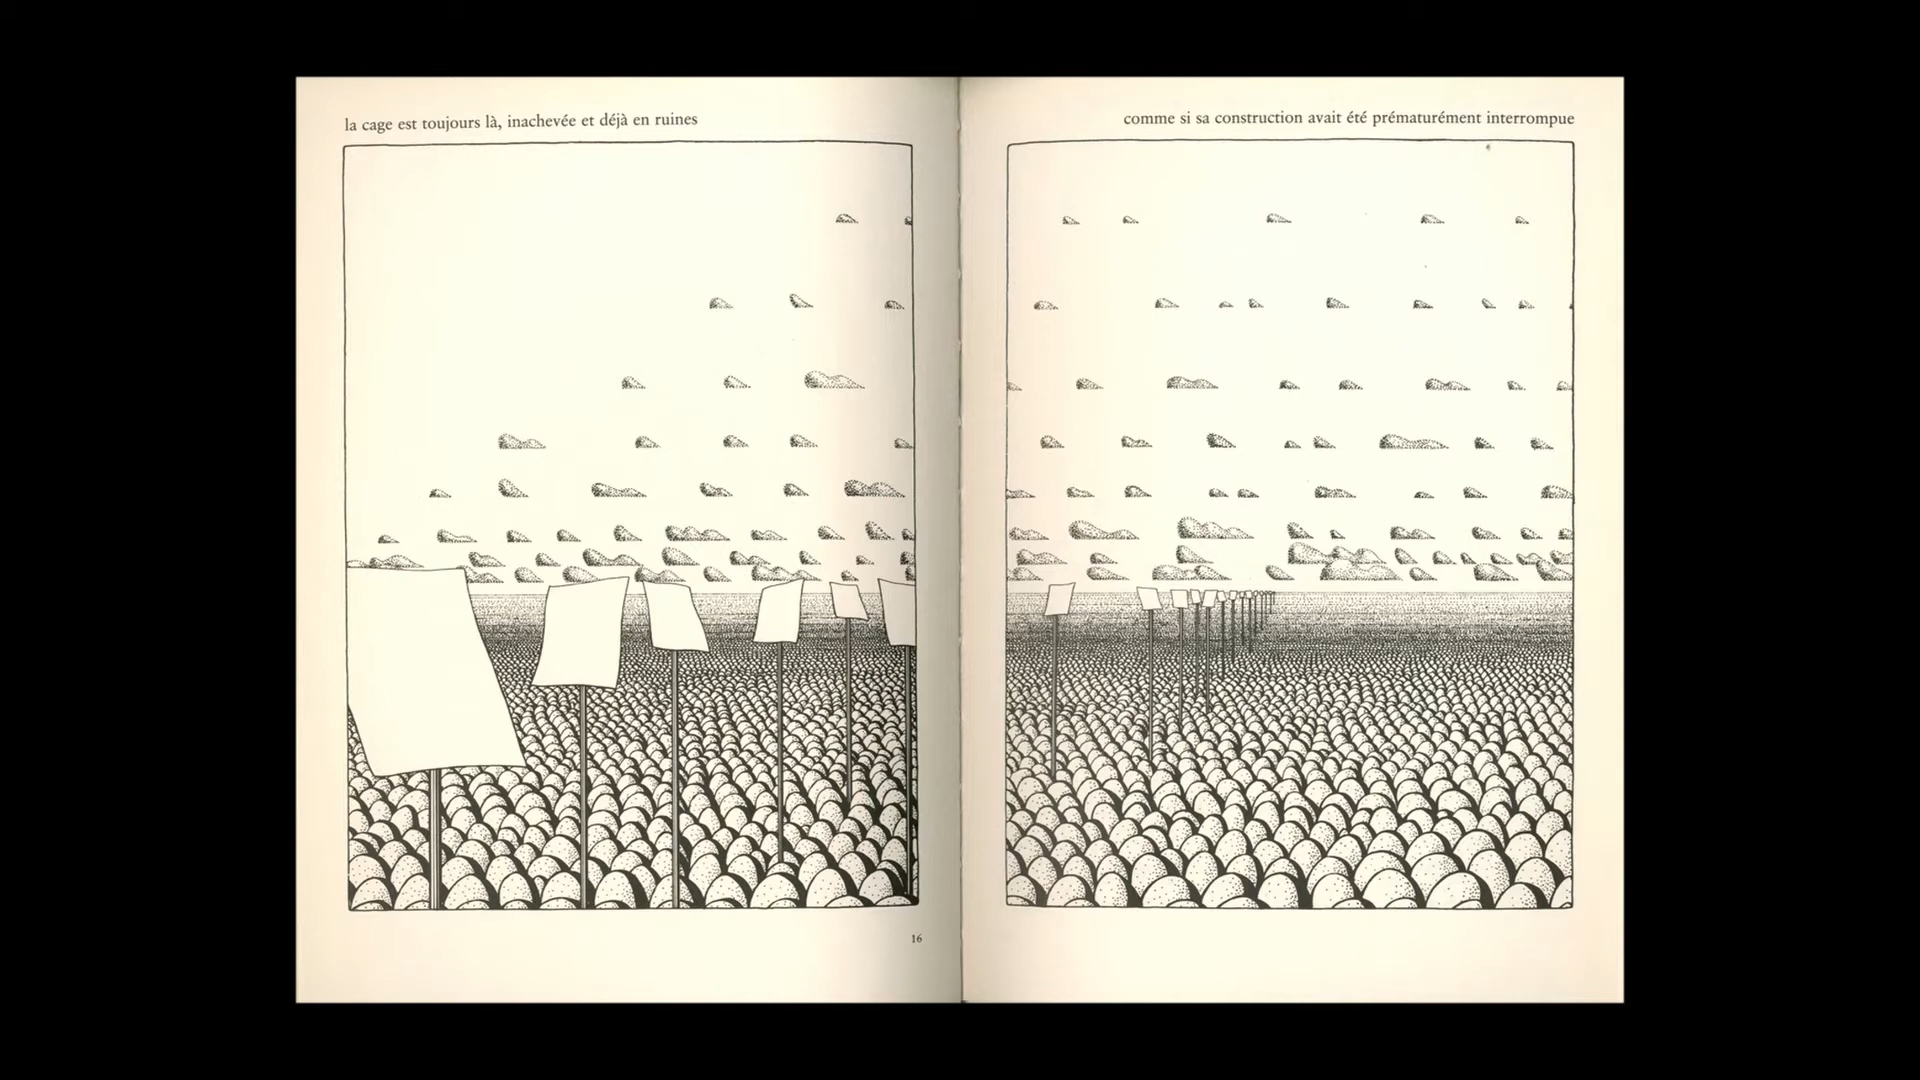 la cage est toujours là, inachevée et déjà en ruines
comme si sa construction avait été prématurément interrompue
16